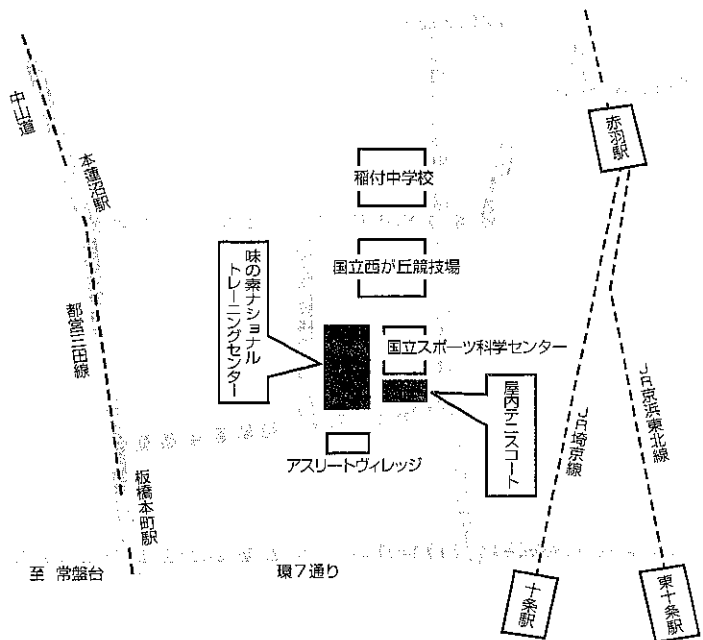 中山道
本蓮沼駅
都営三田線
板橋本町駅
至 常盤台
環7通り
稲付中学校
国立西が丘競技場
味の素ナショナル
トレーニングセンター
国立スポーツ科学センター
屋内テニスコート
アスリートヴィレッジ
赤羽駅
JR埼京線
JR京浜東北線
十条駅
東十条駅